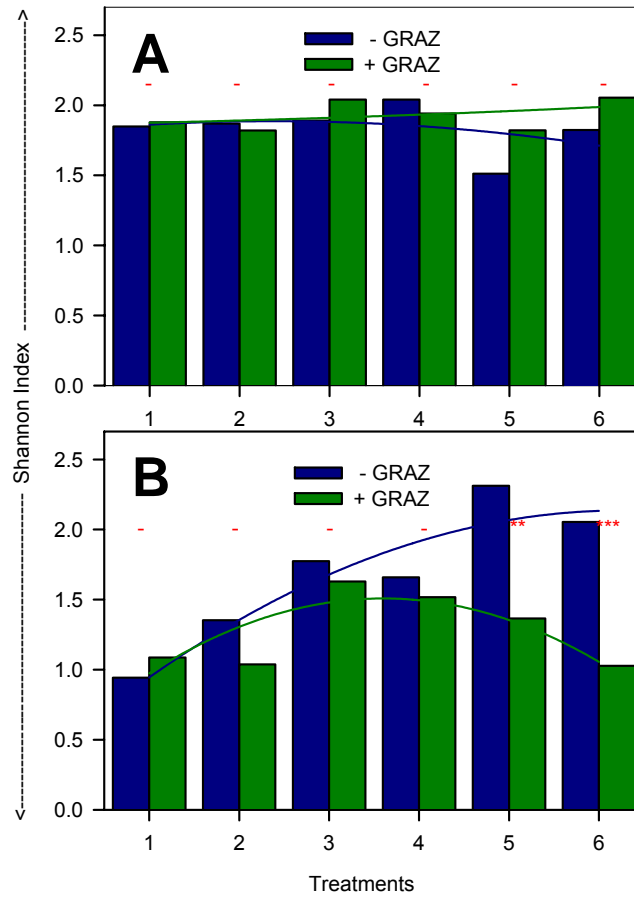 <---------------------- Shannon Index ---------------------->
A
- GRAZ
+ GRAZ
- - - - - -
2.5
2.0
1.5
1.0
0.5
0.0
1 2 3 4 5 6
B
- GRAZ
+ GRAZ
- - - - ** ***
2.5
2.0
1.5
1.0
0.5
0.0
1 2 3 4 5 6
Treatments